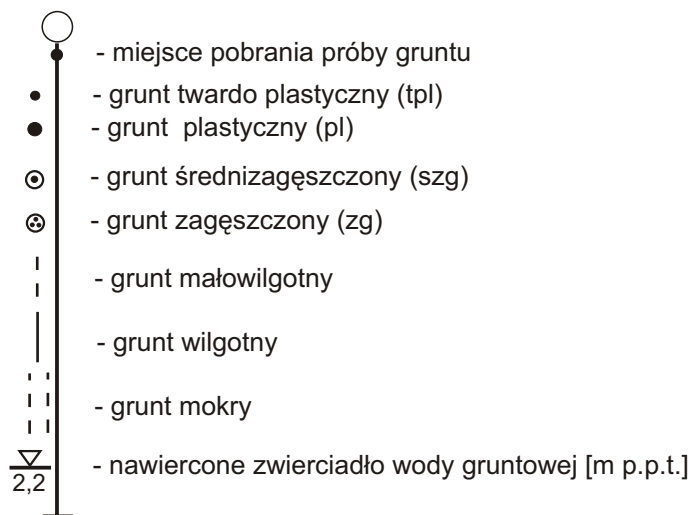 - miejsce pobrania próby gruntu
- grunt twardo plastyczny (tpl)
- grunt plastyczny (pl)
- grunt średnizagęszczony (szg)
- grunt zagęszczony (zg)
- grunt małowilgotny
- grunt wilgotny
- grunt mokry
- nawiercone zwierciadło wody gruntowej [m p.p.t.]
2,2